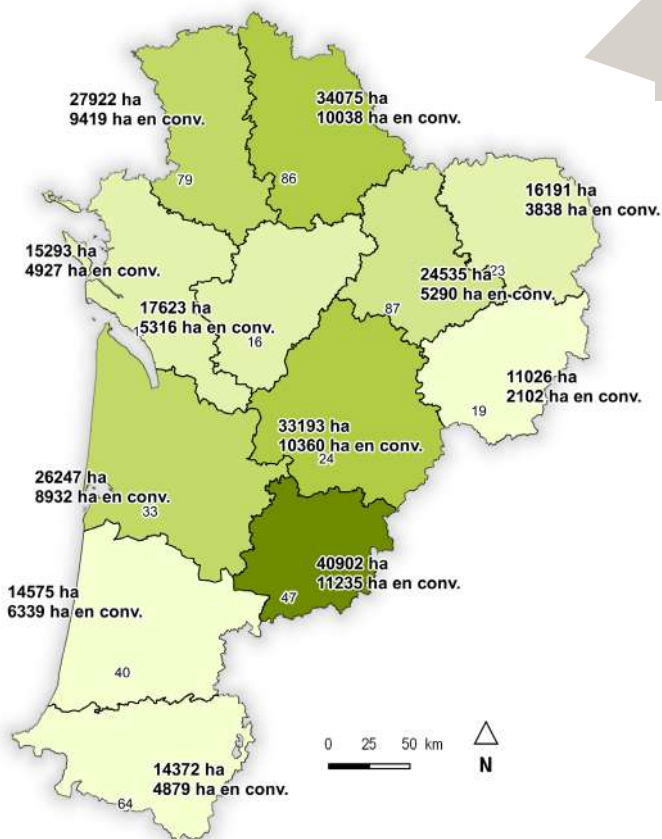 27922 ha
9419 ha en conv.
79
34075 ha
10038 ha en conv.
86
16191 ha
3838 ha en conv.
23
15293 ha
4927 ha en conv.
17623 ha
5316 ha en conv.
16
24535 ha
5290 ha en conv.
87
11026 ha
2102 ha en conv.
19
33193 ha
10360 ha en conv.
24
26247 ha
8932 ha en conv.
33
40902 ha
11235 ha en conv.
47
14575 ha
6339 ha en conv.
40
14372 ha
4879 ha en conv.
64
0 25 50 km
N